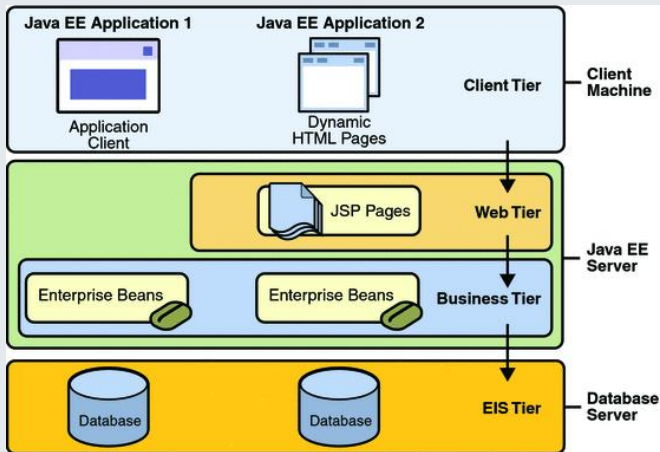 Java EE Application 1
Java EE Application 2
Application
Client
Dynamic
HTML Pages
Client Tier
Client
Machine
JSP Pages
Web Tier
Java EE
Server
Enterprise Beans
Enterprise Beans
Business Tier
Database
Database
EIS Tier
Database
Server